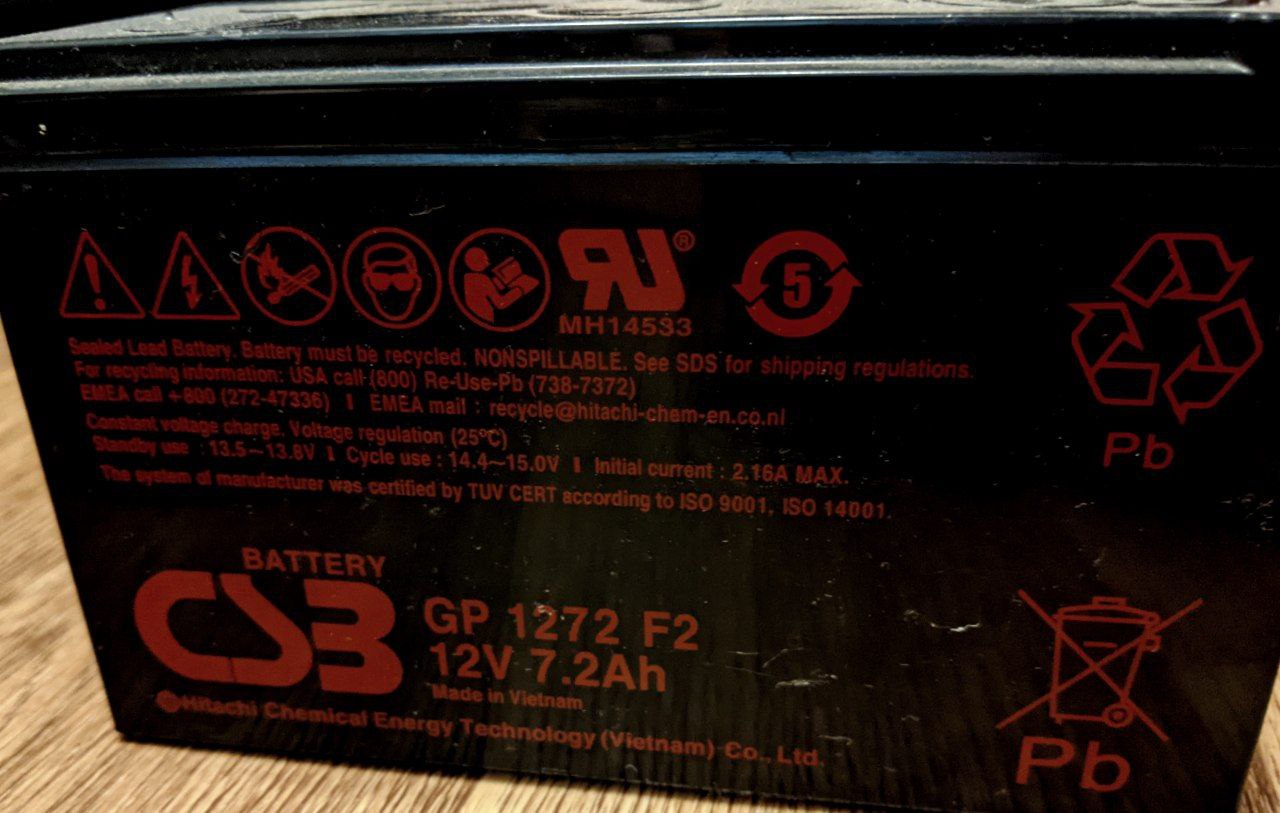 RU®
MH14533
5
Sealed Lead Battery. Battery must be recycled. NONSPILLABLE. See SDS for shipping regulations.
For recycling information: USA call (800) Re-Use-Pb (738-7372)
EMEA call +800 (272-47336) I EMEA mail : recycle@hitachi-chem-en.co.nl
Constant voltage charge, Voltage regulation (25°C)
Standby use : 13.5~13.8V I Cycle use : 14.4~15.0V I Initial current : 2.16A MAX.
The system of manufacturer was certified by TUV CERT according to ISO 9001, ISO 14001.
Pb
BATTERY
CSB
GP 1272 F2
12V 7.2Ah
Made in Vietnam
Hitachi Chemical Energy Technology (Vietnam) Co., Ltd.
Pb